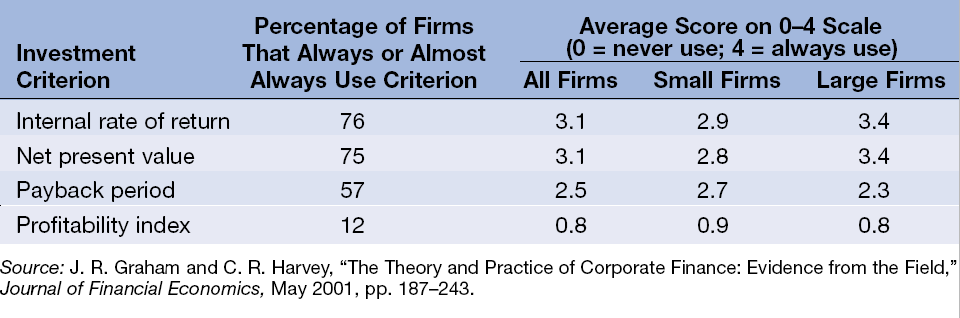 Percentage of Firms Average Score on 0–4 Scale
Investment That Always or Almost (0 = never use; 4 = always use)
Criterion Always Use Criterion All Firms Small Firms Large Firms
Internal rate of return 76 3.1 2.9 3.4
Net present value 75 3.1 2.8 3.4
Payback period 57 2.5 2.7 2.3
Profitability index 12 0.8 0.9 0.8
Source: J. R. Graham and C. R. Harvey, “The Theory and Practice of Corporate Finance: Evidence from the Field,”
Journal of Financial Economics, May 2001, pp. 187–243.